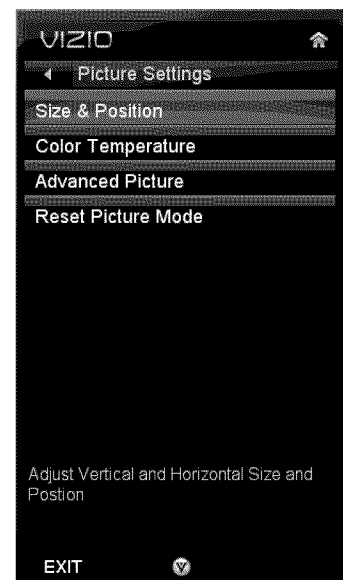 VIZIO
Picture Settings
Size & Position
Color Temperature
Advanced Picture
Reset Picture Mode
Adjust Vertical and Horizontal Size and
Postion
EXIT
V